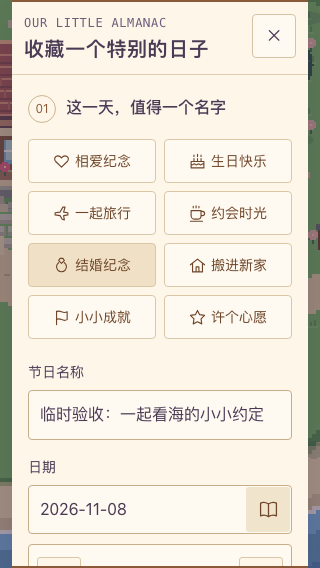 OUR LITTLE ALMANAC
收藏一个特别的日子
01 这一天，值得一个名字
相爱纪念 生日快乐
一起旅行 约会时光
结婚纪念 搬进新家
小小成就 许个心愿
节日名称
临时验收：一起看海的小小约定
日期
2026-11-08